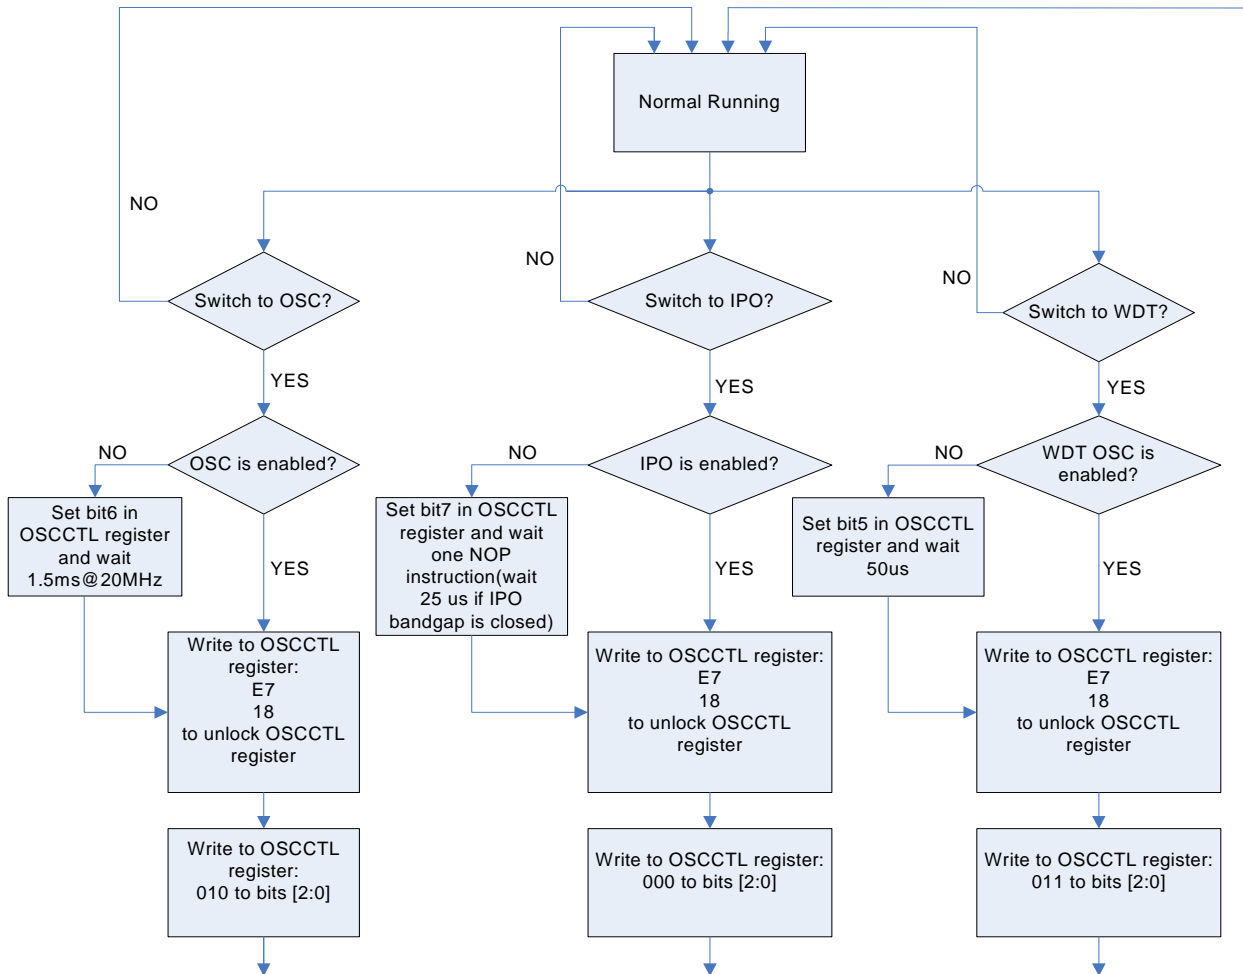 Normal Running
NO
NO
NO
Switch to OSC?
Switch to IPO?
Switch to WDT?
YES
YES
YES
NO
OSC is enabled?
NO
IPO is enabled?
NO
WDT OSC is
enabled?
Set bit6 in
OSCCTL register
and wait
1.5ms@20MHz
Set bit7 in OSCCTL
register and wait
one NOP
instruction(wait
25 us if IPO
bandgap is closed)
Set bit5 in OSCCTL
register and wait
50us
YES
YES
YES
Write to OSCCTL
register:
E7
18
to unlock OSCCTL
register
Write to OSCCTL register:
E7
18
to unlock OSCCTL
register
Write to OSCCTL register:
E7
18
to unlock OSCCTL
register
Write to OSCCTL
register:
010 to bits [2:0]
Write to OSCCTL register:
000 to bits [2:0]
Write to OSCCTL register:
011 to bits [2:0]